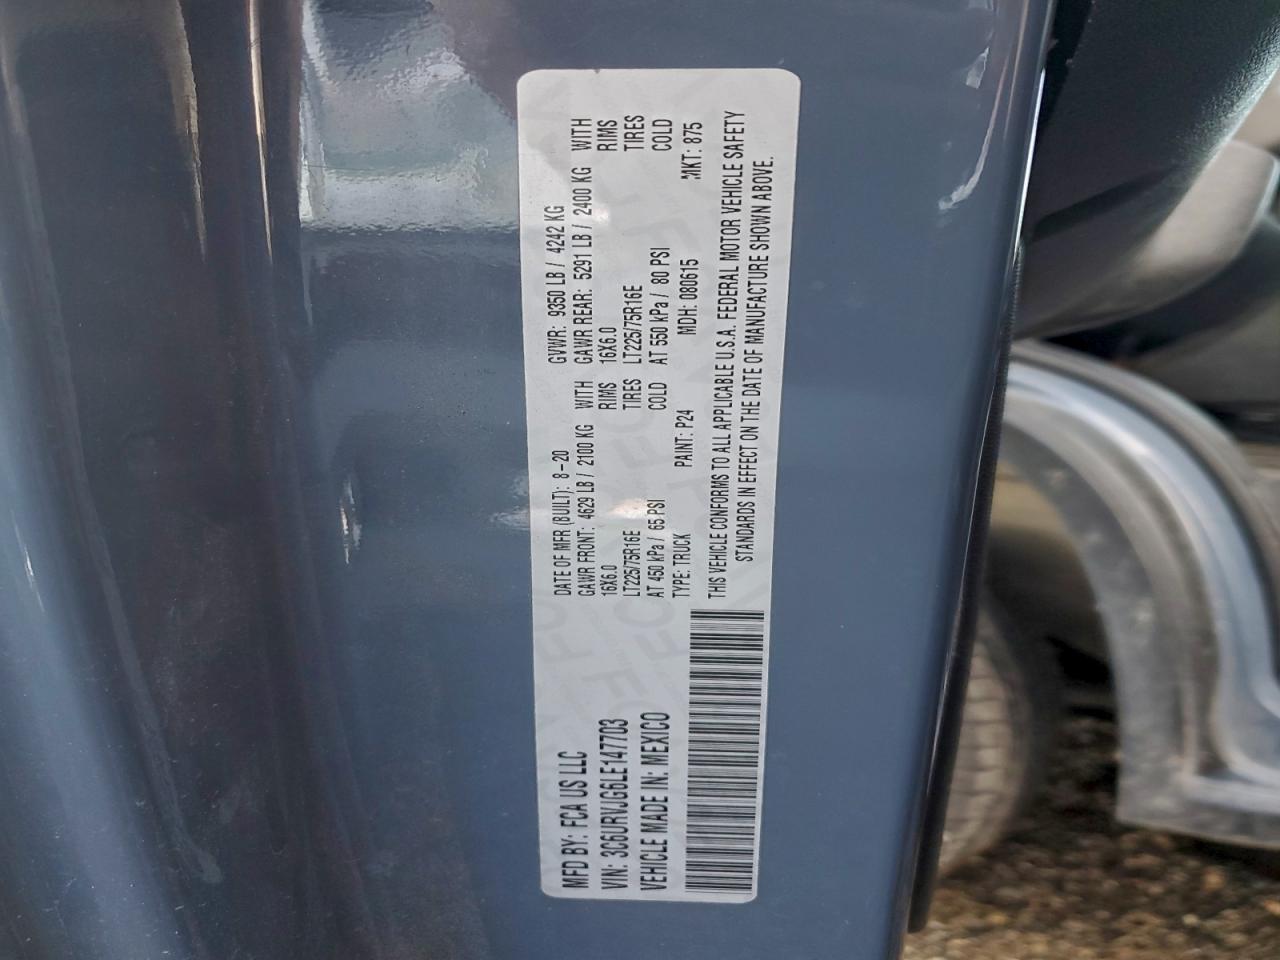 MFD BY: FCA US LLC
VIN: 3C6URVJG6LE147703
VEHICLE MADE IN: MEXICO
DATE OF MFR (BUILT): 8-20 GVWR: 9350 LB / 4242 KG
GAWR FRONT: 4629 LB / 2100 KG WITH GAWR REAR: 5291 LB / 2400 KG WITH
16X6.0 RIMS 16X6.0 RIMS
LT225/75R16E TIRES LT225/75R16E TIRES
AT 450 kPa / 65 PSI COLD AT 550 kPa / 80 PSI COLD
TYPE: TRUCK PAINT: P24 MDH: 080615 MKT: 875
THIS VEHICLE CONFORMS TO ALL APPLICABLE U.S.A. FEDERAL MOTOR VEHICLE SAFETY
STANDARDS IN EFFECT ON THE DATE OF MANUFACTURE SHOWN ABOVE.